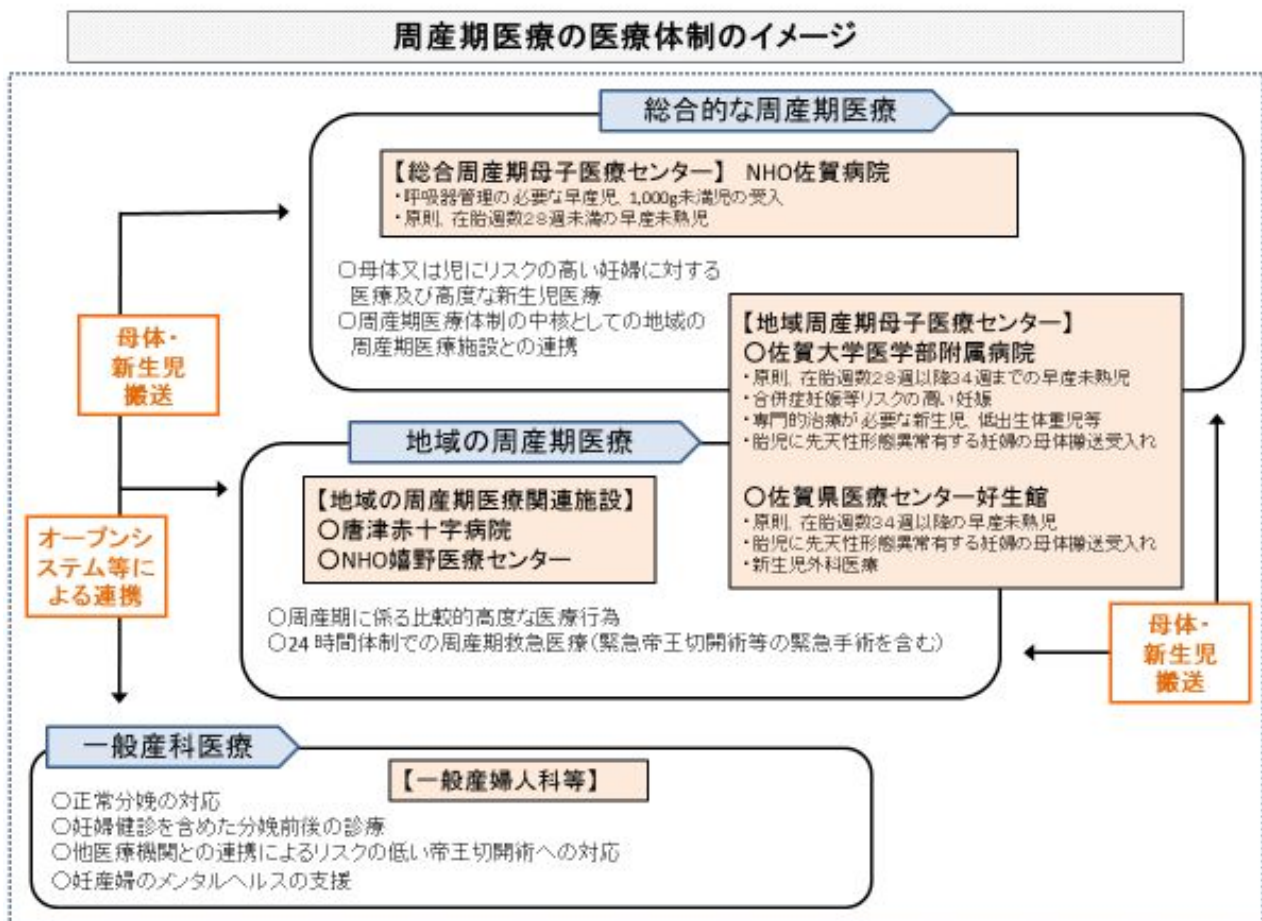 周産期医療の医療体制のイメージ
総合的な周産期医療
【総合周産期母子医療センター】 NHO佐賀病院
・呼吸器管理の必要な早産児、1,000g未満児の受入
・原則、在胎週数28週未満の早産未熟児
○母体又は児にリスクの高い妊婦に対する
医療及び高度な新生児医療
○周産期医療体制の中核としての地域の
周産期医療施設との連携
【地域周産期母子医療センター】
○佐賀大学医学部附属病院
・原則、在胎週数28週以降34週までの早産未熟児
・合併症妊娠等リスクの高い妊娠
・専門的治療が必要な新生児、低出生体重児等
・胎児に先天性形態異常有する妊婦の母体搬送受入れ
○佐賀県医療センター好生館
・原則、在胎週数34週以降の早産未熟児
・胎児に先天性形態異常有する妊婦の母体搬送受入れ
・新生児外科医療
母体・
新生児
搬送
地域の周産期医療
【地域の周産期医療関連施設】
○唐津赤十字病院
○NHO嬉野医療センター
○周産期に係る比較的高度な医療行為
○24時間体制での周産期救急医療(緊急帝王切開術等の緊急手術を含む)
オープンシ
ステム等に
よる連携
母体・
新生児
搬送
一般産科医療
【一般産婦人科等】
○正常分娩の対応
○妊婦健診を含めた分娩前後の診療
○他医療機関との連携によるリスクの低い帝王切開術への対応
○妊産婦のメンタルヘルスの支援